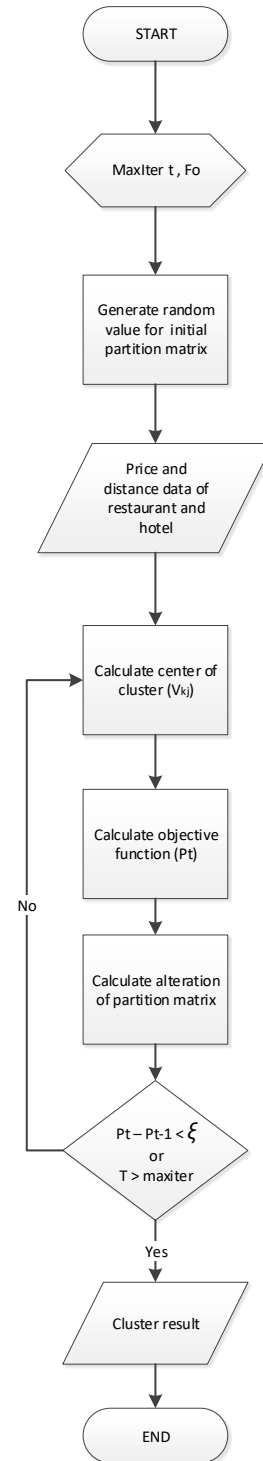 START
MaxIter t , Fo
Generate random
value for initial
partition matrix
Price and
distance data of
restaurant and
hotel
Calculate center of
cluster (Vkj)
Calculate objective
function (Pt)
Calculate alteration
of partition matrix
No
Pt – Pt-1 < ξ
or
T > maxiter
Yes
Cluster result
END